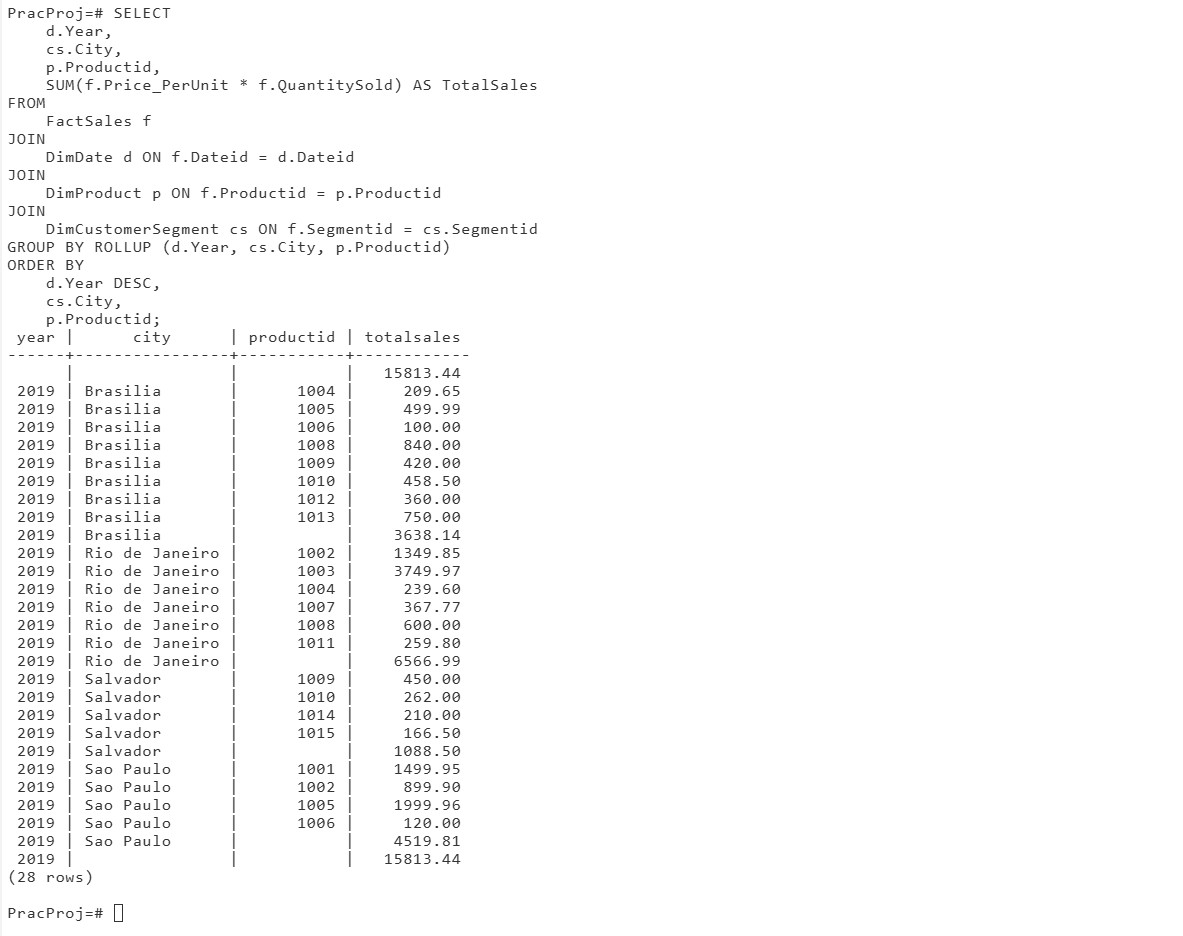 PracProj=# SELECT
    d.Year,
    cs.City,
    p.Productid,
    SUM(f.Price_PerUnit * f.QuantitySold) AS TotalSales
FROM
    FactSales f
JOIN
    DimDate d ON f.Dateid = d.Dateid
JOIN
    DimProduct p ON f.Productid = p.Productid
JOIN
    DimCustomerSegment cs ON f.Segmentid = cs.Segmentid
GROUP BY ROLLUP (d.Year, cs.City, p.Productid)
ORDER BY
    d.Year DESC,
    cs.City,
    p.Productid;
 year |      city      | productid | totalsales
------+----------------+-----------+------------
      |                |           |   15813.44
 2019 | Brasilia       |      1004 |     209.65
 2019 | Brasilia       |      1005 |     499.99
 2019 | Brasilia       |      1006 |     100.00
 2019 | Brasilia       |      1008 |     840.00
 2019 | Brasilia       |      1009 |     420.00
 2019 | Brasilia       |      1010 |     458.50
 2019 | Brasilia       |      1012 |     360.00
 2019 | Brasilia       |      1013 |     750.00
 2019 | Brasilia       |           |    3638.14
 2019 | Rio de Janeiro |      1002 |    1349.85
 2019 | Rio de Janeiro |      1003 |    3749.97
 2019 | Rio de Janeiro |      1004 |     239.60
 2019 | Rio de Janeiro |      1007 |     367.77
 2019 | Rio de Janeiro |      1008 |     600.00
 2019 | Rio de Janeiro |      1011 |     259.80
 2019 | Rio de Janeiro |           |    6566.99
 2019 | Salvador       |      1009 |     450.00
 2019 | Salvador       |      1010 |     262.00
 2019 | Salvador       |      1014 |     210.00
 2019 | Salvador       |      1015 |     166.50
 2019 | Salvador       |           |    1088.50
 2019 | Sao Paulo      |      1001 |    1499.95
 2019 | Sao Paulo      |      1002 |     899.90
 2019 | Sao Paulo      |      1005 |    1999.96
 2019 | Sao Paulo      |      1006 |     120.00
 2019 | Sao Paulo      |           |    4519.81
 2019 |                |           |   15813.44
(28 rows)

PracProj=#